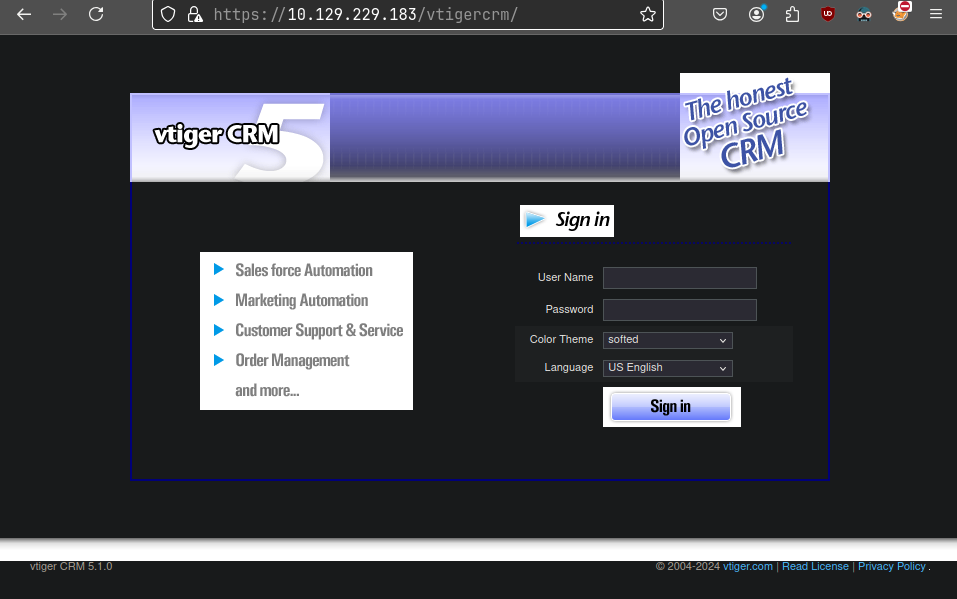 https://10.129.229.183/vtigercrm/
vtiger CRM 5
The honest
Open Source
CRM
Sign in
Sales force Automation
Marketing Automation
Customer Support & Service
Order Management
and more...
User Name
Password
Color Theme softed
Language US English
Sign in
vtiger CRM 5.1.0
© 2004-2024 vtiger.com | Read License | Privacy Policy .